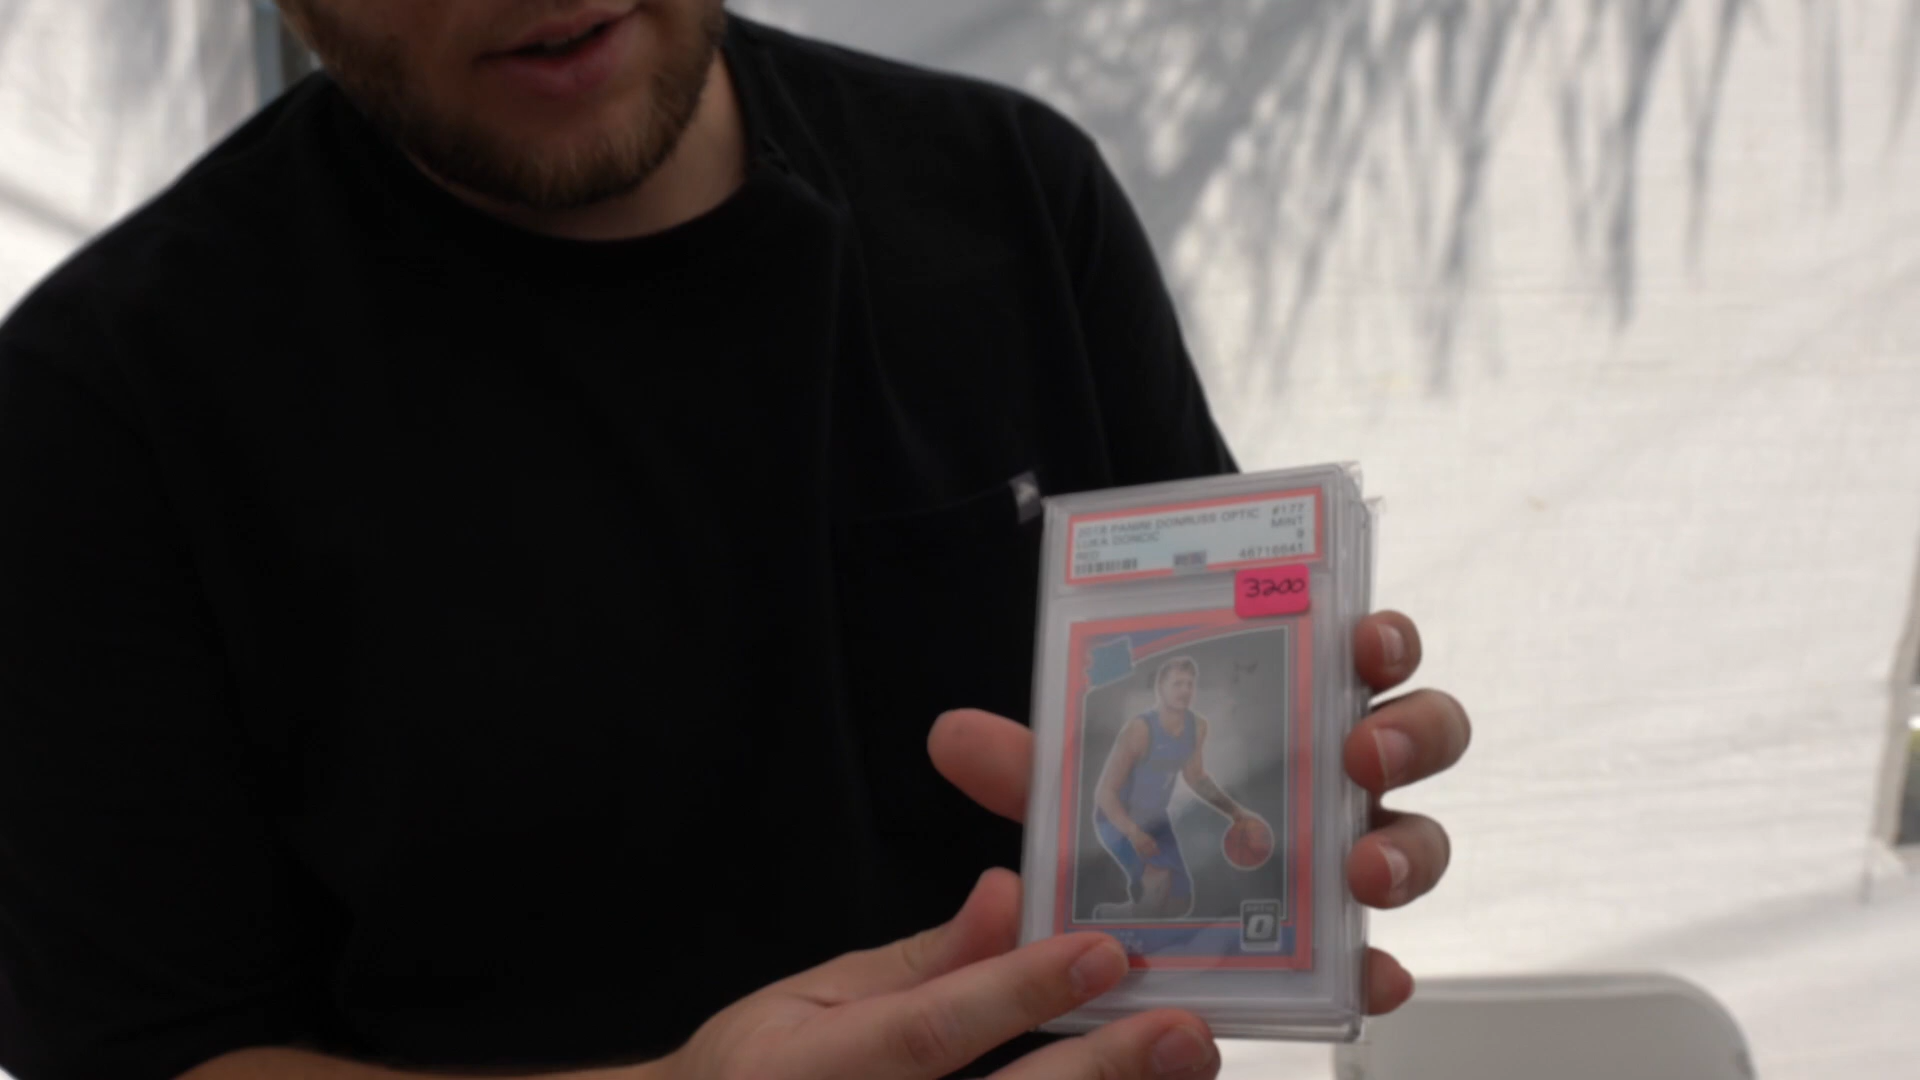 2018 PANINI DONRUSS OPTIC #177
LUKA DONCIC MINT
RED 9
3200
O